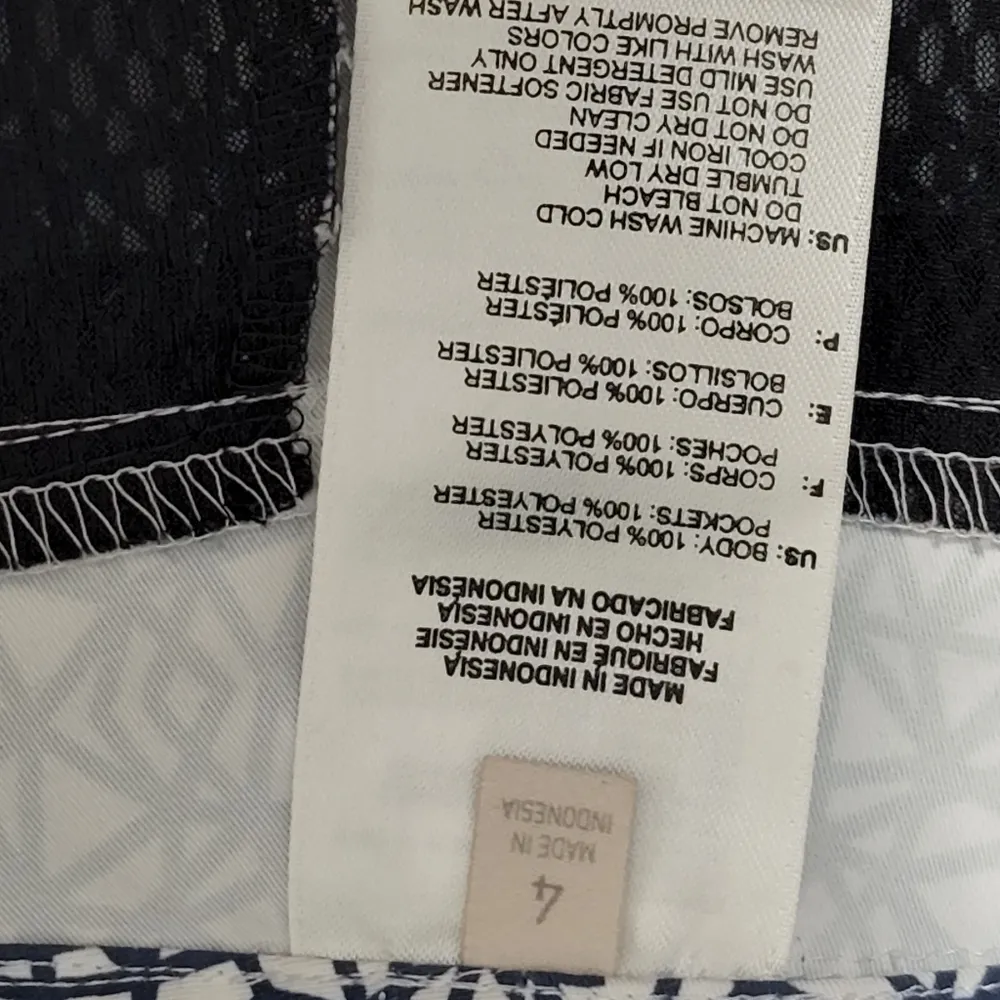 4
MADE IN
INDONESIA
MADE IN INDONESIA
FABRIQUÉ EN INDONESIE
HECHO EN INDONESIA
FABRICADO NA INDONESIA
US: BODY: 100% POLYESTER
POCKETS: 100% POLYESTER
F: CORPS: 100% POLYESTER
POCHES: 100% POLYESTER
E: CUERPO: 100% POLIESTER
BOLSILLOS: 100% POLIESTER
P: CORPO: 100% POLIÉSTER
BOLSOS: 100% POLIÉSTER
US: MACHINE WASH COLD
DO NOT BLEACH
TUMBLE DRY LOW
COOL IRON IF NEEDED
DO NOT DRY CLEAN
DO NOT USE FABRIC SOFTENER
USE MILD DETERGENT ONLY
WASH WITH LIKE COLORS
REMOVE PROMPTLY AFTER WASH